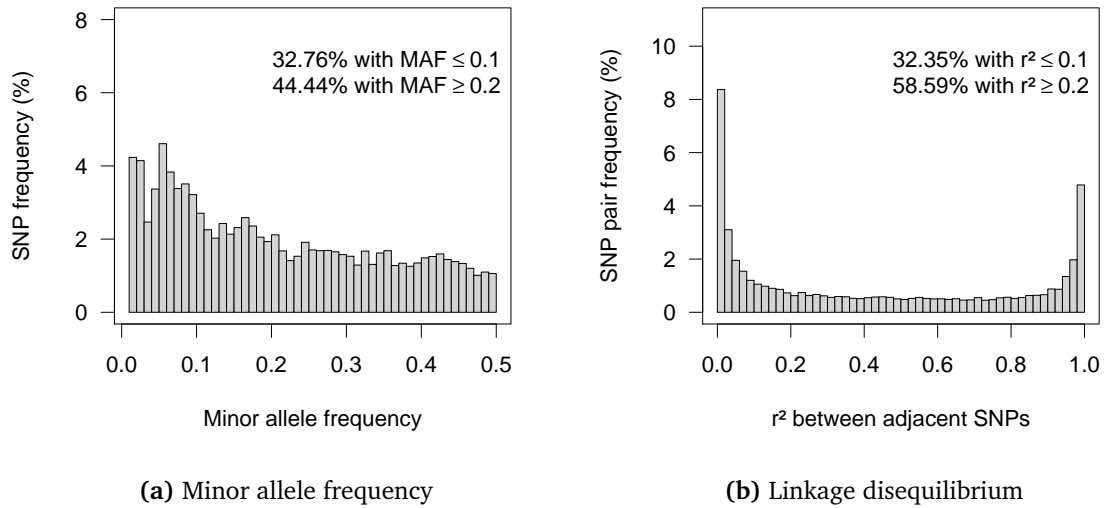 8
6
4
2
0
SNP frequency (%)
32.76% with MAF ≤ 0.1
44.44% with MAF ≥ 0.2
0.0 0.1 0.2 0.3 0.4 0.5
Minor allele frequency
(a) Minor allele frequency
10
8
6
4
2
0
SNP pair frequency (%)
32.35% with r² ≤ 0.1
58.59% with r² ≥ 0.2
0.0 0.2 0.4 0.6 0.8 1.0
r² between adjacent SNPs
(b) Linkage disequilibrium